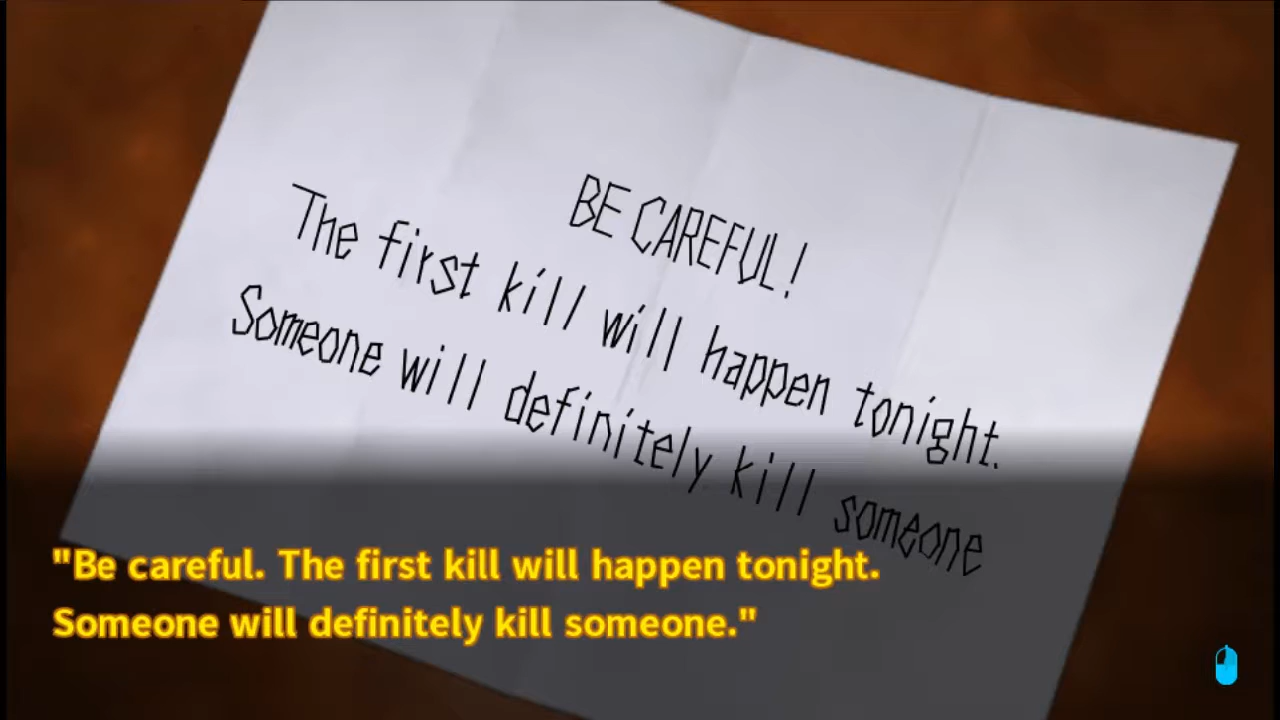 BE CAREFUL!
The first kill will happen tonight.
Someone will definitely kill someone
"Be careful. The first kill will happen tonight.
Someone will definitely kill someone."